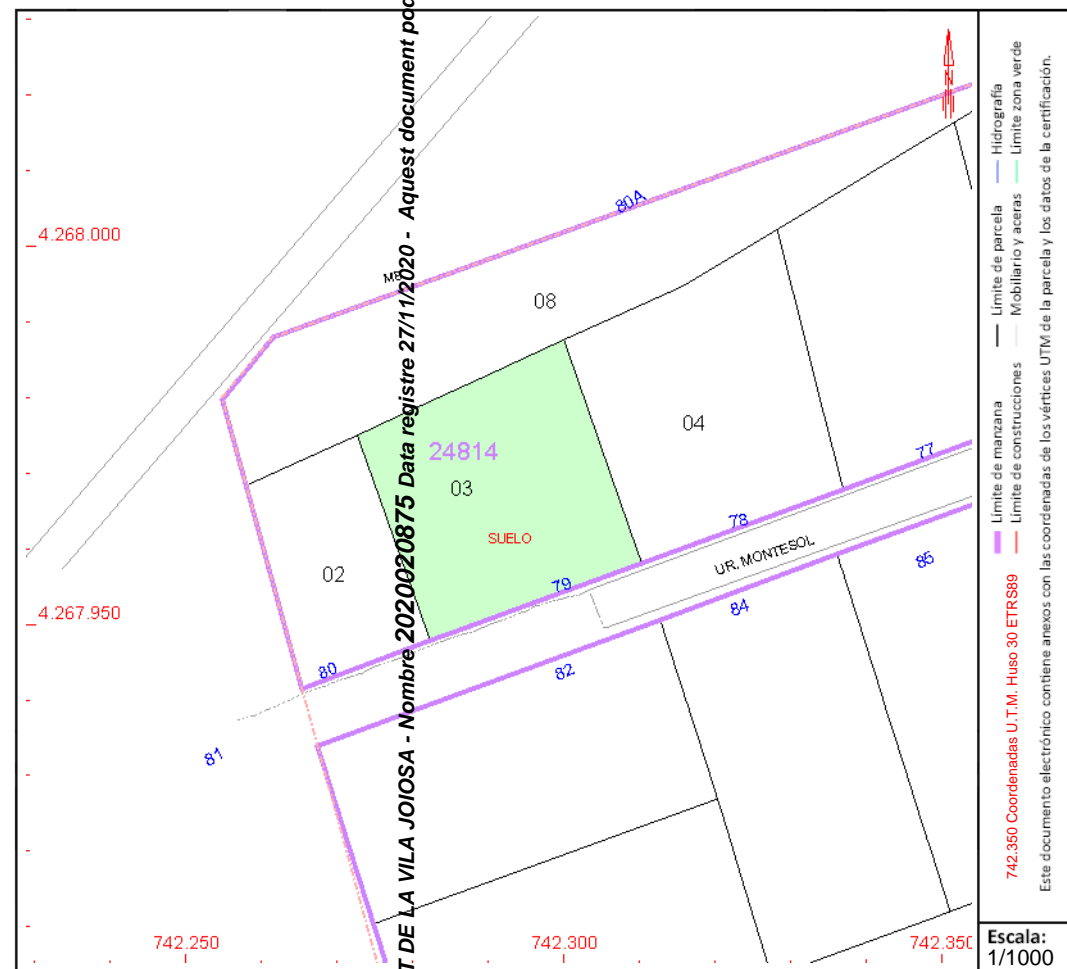 4.268.000
4.267.950
742.250
742.300
742.350
80A
08
24814
03
SUELO
04
02
77
78
79
80
81
82
84
85
UR. MONTESOL
T DE LA VILA JOIOSA - Nombre 2020020875 Data registre 27/11/2020 - Aquest document
N
Límite de manzana
Límite de parcela
Hidrografía
Límite de construcciones
Mobiliario y aceras
Límite zona verde
742.350 Coordenadas U.T.M. Huso 30 ETRS89
Este documento electrónico contiene anexos con las coordenadas de los vértices UTM de la parcela y los datos de la certificación.
Escala:
1/1000